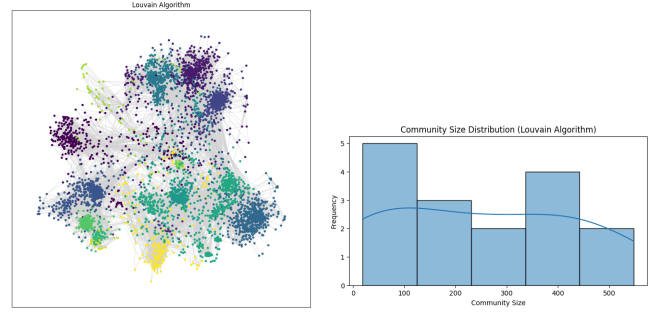 Louvain Algorithm
Community Size Distribution (Louvain Algorithm)
Frequency
5
4
3
2
1
0
0 100 200 300 400 500
Community Size